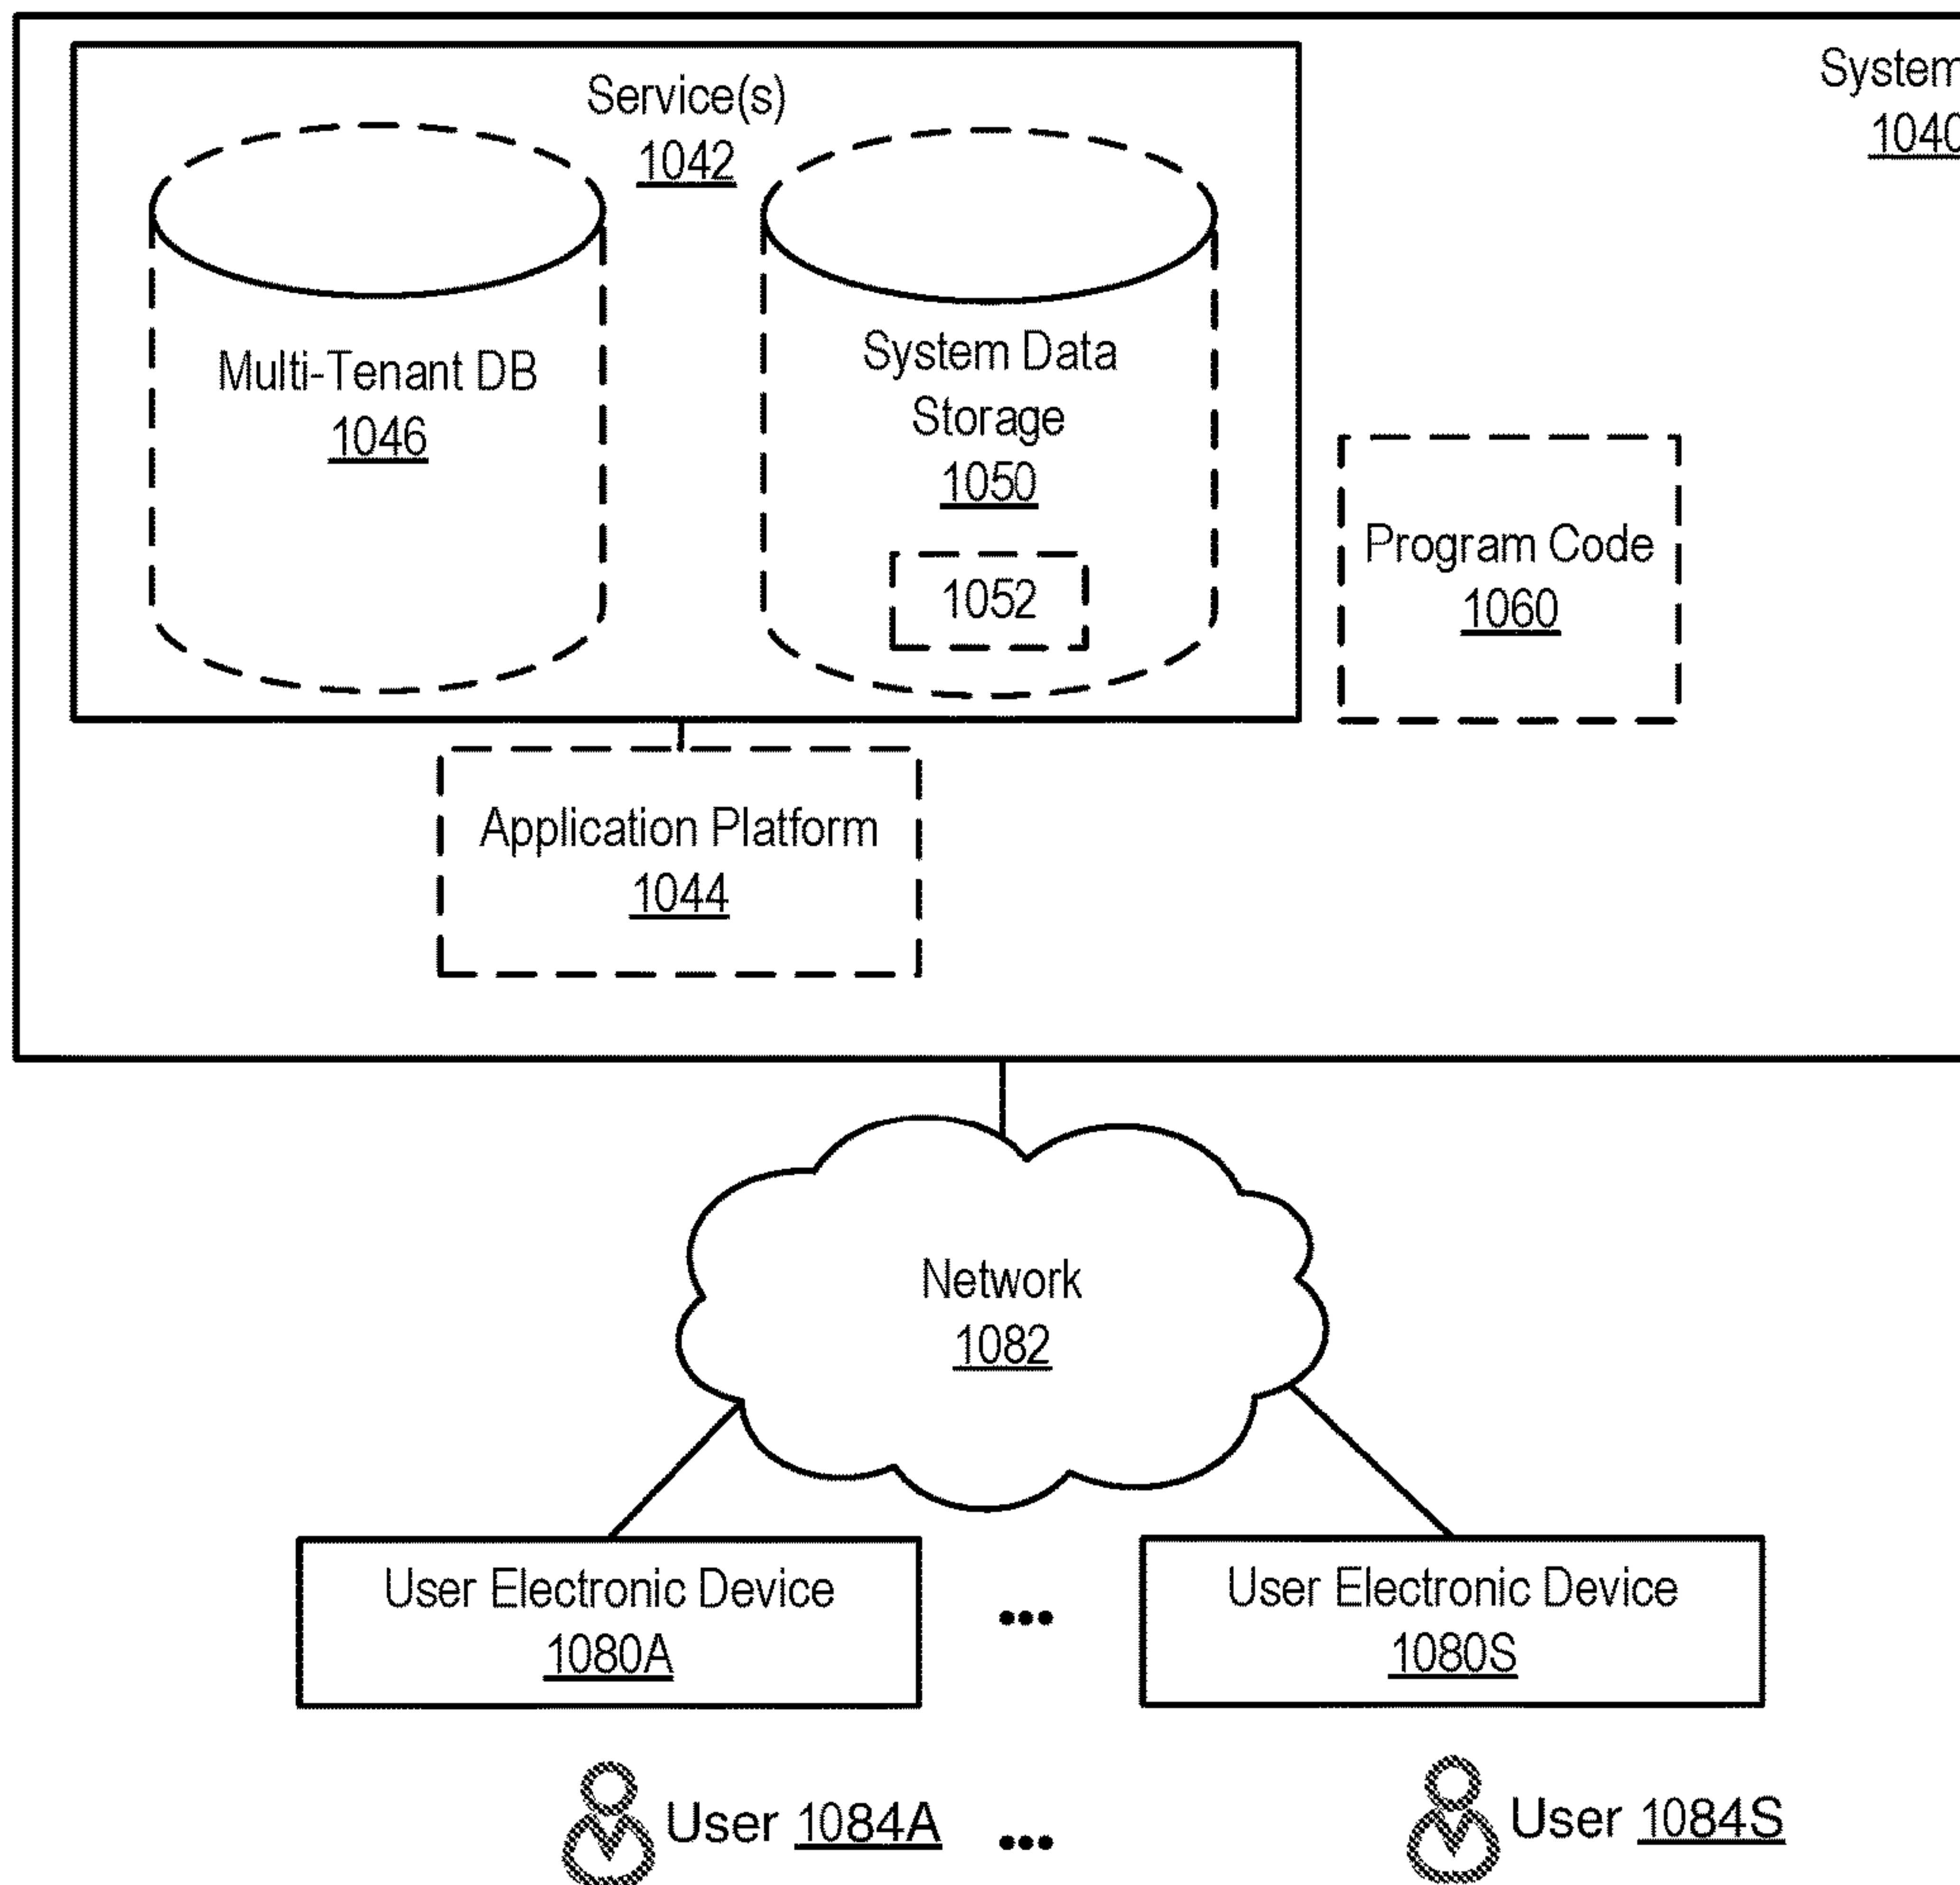 Service(s)
1042
System
1040
Multi-Tenant DB
1046
System Data
Storage
1050
1052
Program Code
1060
Application Platform
1044
Network
1082
User Electronic Device
1080A
...
User Electronic Device
1080S
User 1084A
...
User 1084S